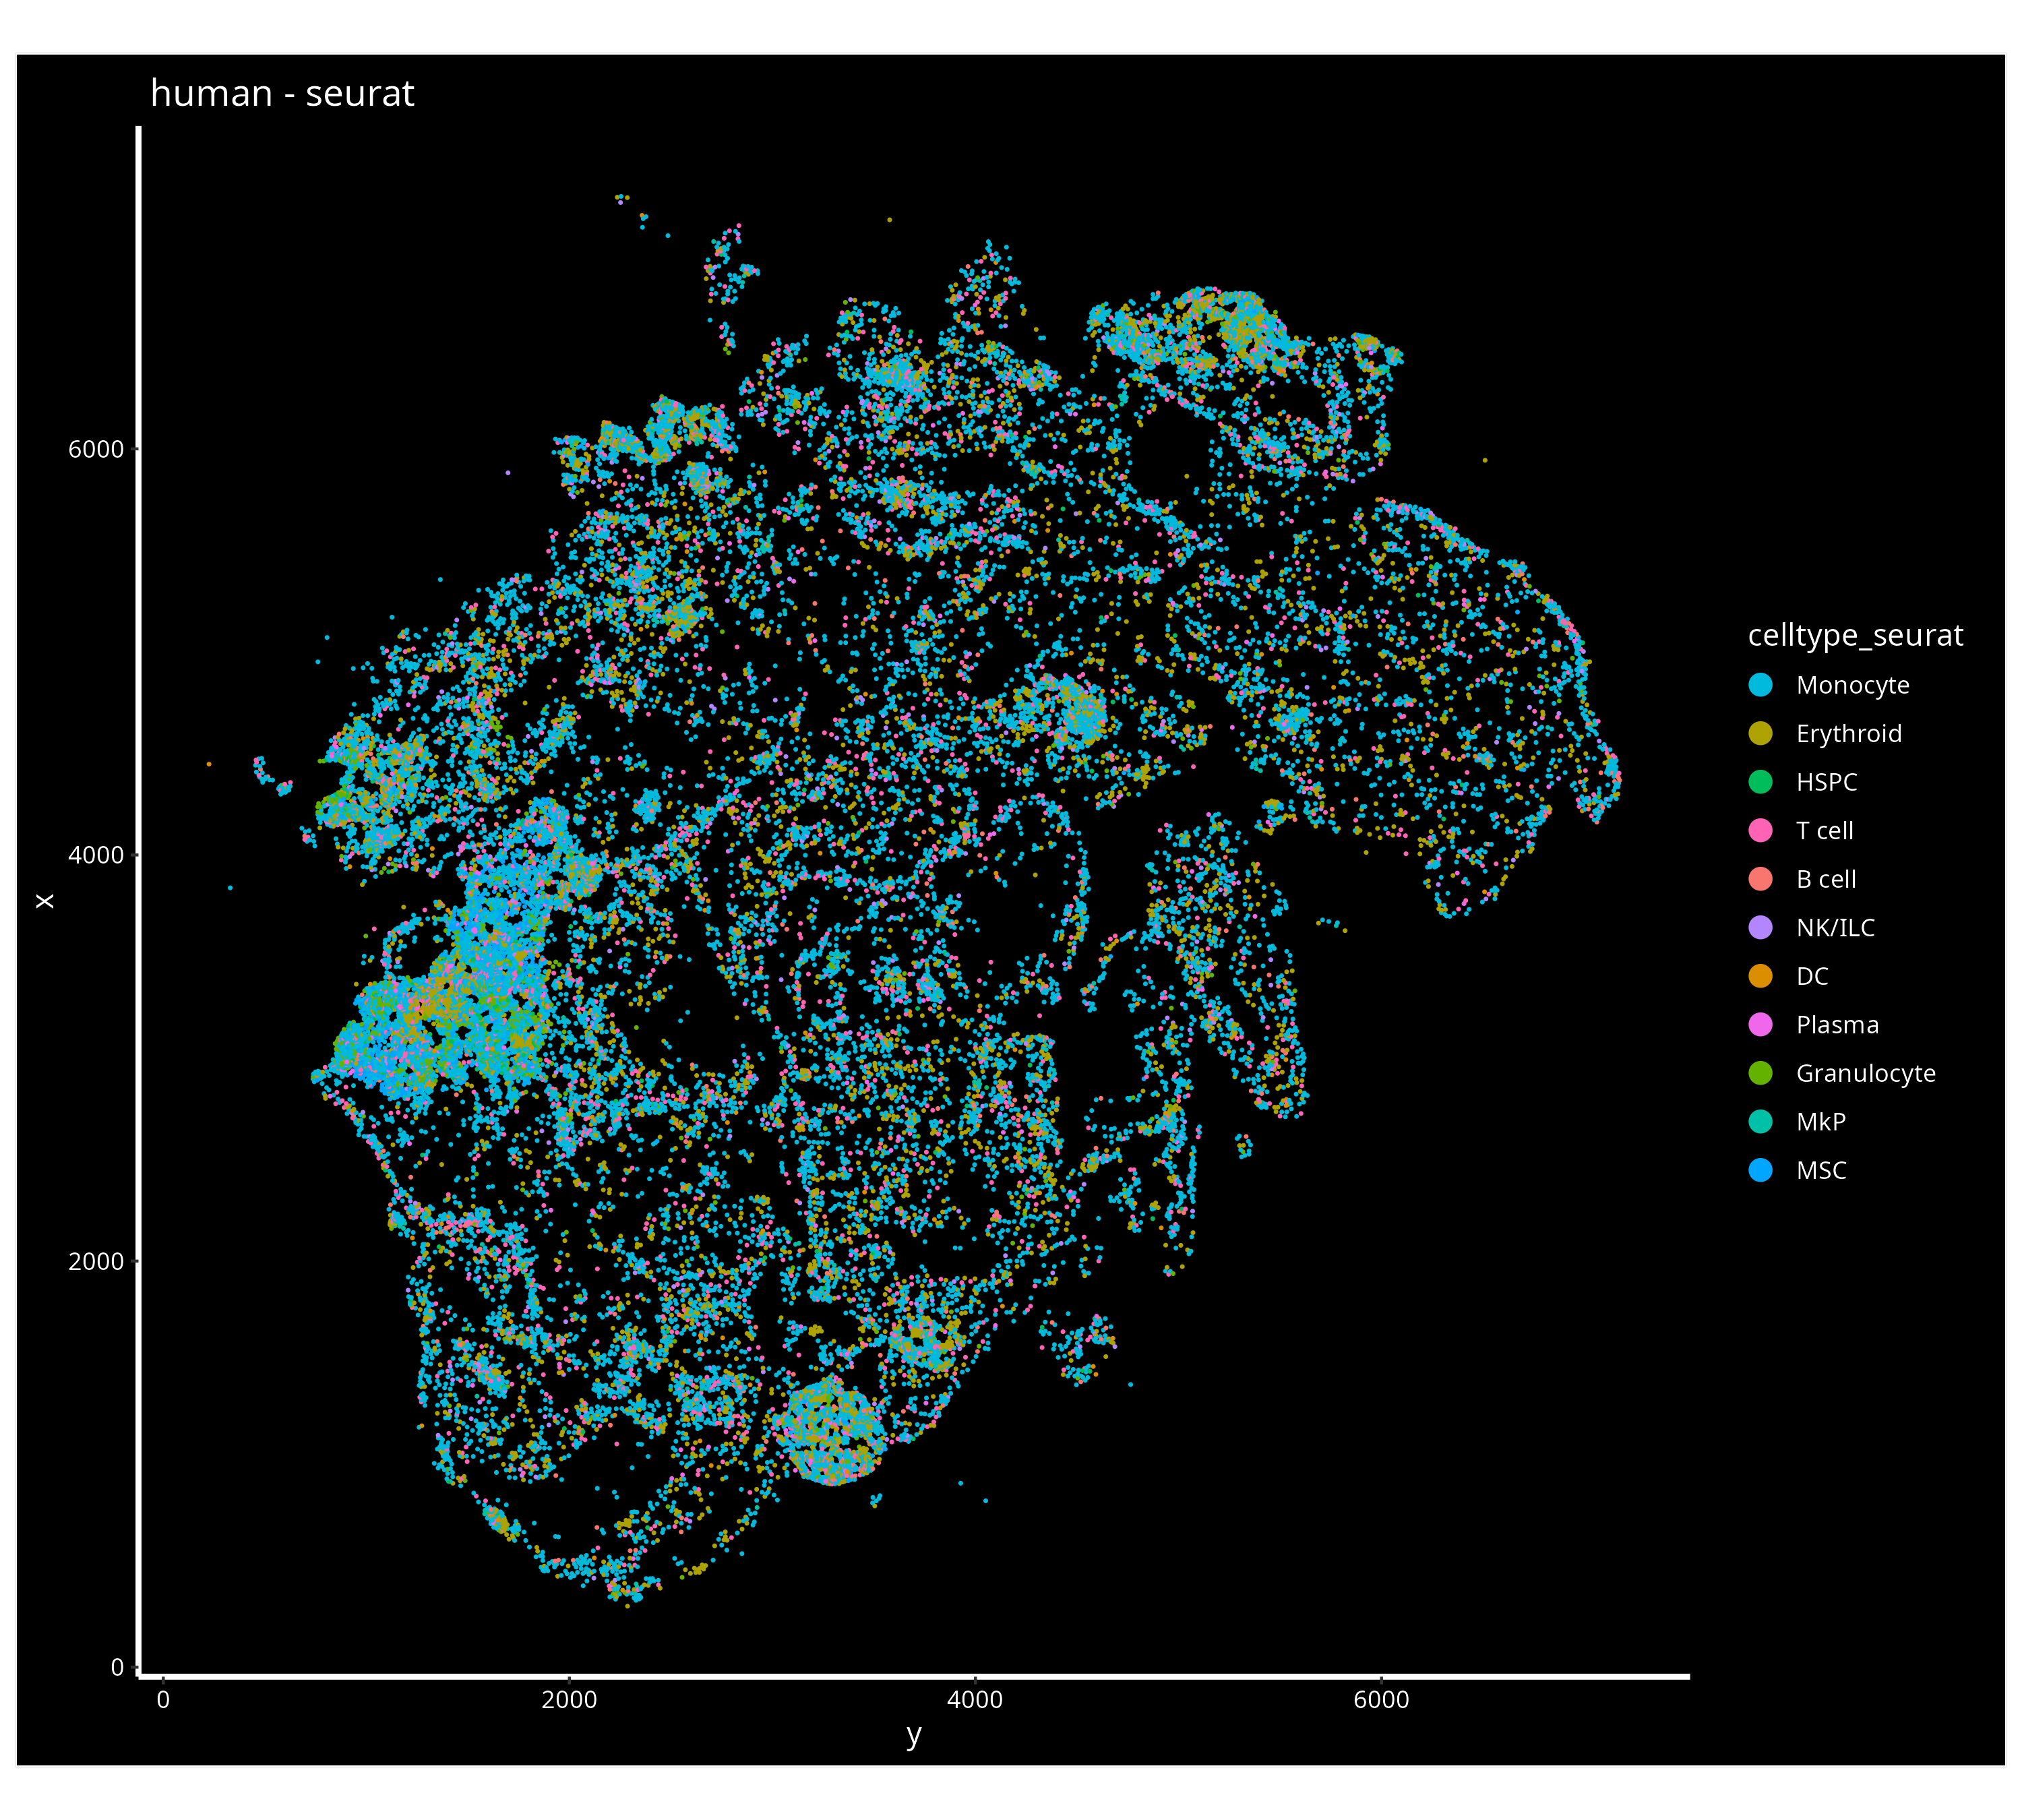 human - seurat
x
6000
4000
2000
0
0 2000 4000 6000
y
celltype_seurat
Monocyte
Erythroid
HSPC
T cell
B cell
NK/ILC
DC
Plasma
Granulocyte
MkP
MSC